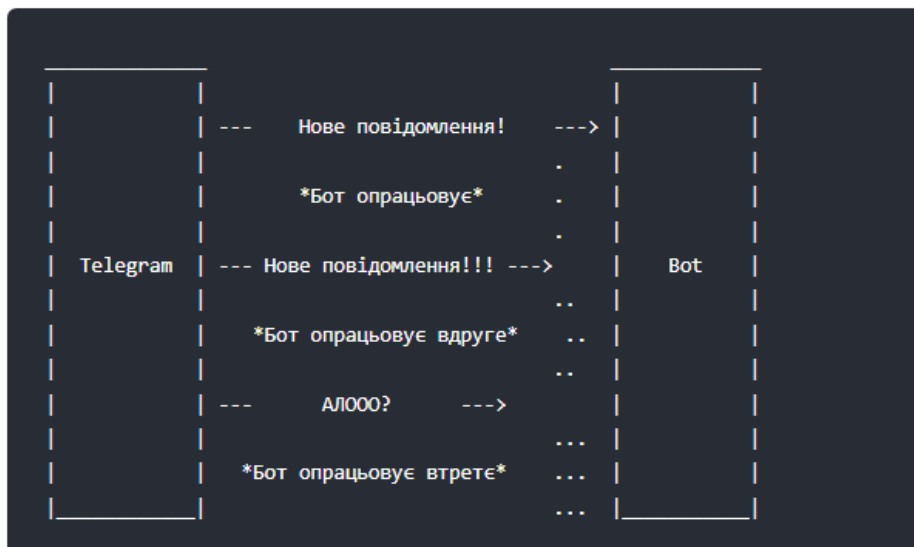 --- Нове повідомлення! --->
.
*Бот опрацьовує* .
.
Telegram --- Нове повідомлення!!! ---> Bot
..
*Бот опрацьовує вдруге* ..
..
--- АЛООО? --->
...
*Бот опрацьовує втретє* ...
...